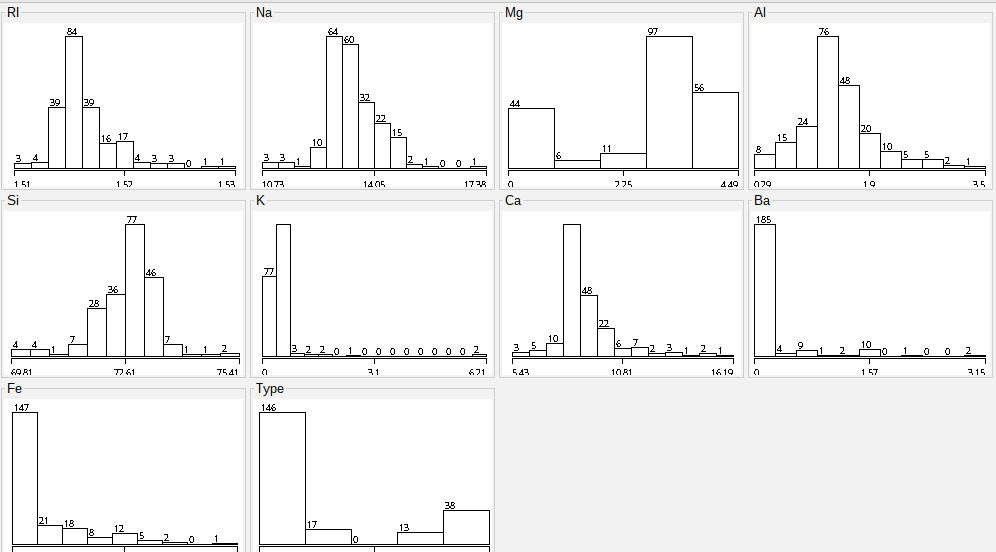 RI Na Mg Al
84
39 39
16 17
3 4 4 3 3 0 1 1
1.51 1.52 1.53
64 60
32
22
15
10
3 3 1 2 1 0 0 1
10.73 14.05 17.38
97
56
44
6 11
0 2.25 4.49
76
48
24
20
15
10
8 5 5 2 1
0.29 1.9 3.5
Si K Ca Ba
77
46
36
28
4 4 1 7 7 1 1 2
69.81 72.61 75.41
77
3 2 2 0 1 0 0 0 0 0 0 0 0 2
0 3.1 6.21
48
22
3 5 10 6 7 2 3 1 2 1
5.43 10.81 16.19
185
4 9 1 2 10 0 1 0 0 2
0 1.57 3.15
Fe Type
147
21 18 8 12 5 2 0 1
146
17 0 13 38